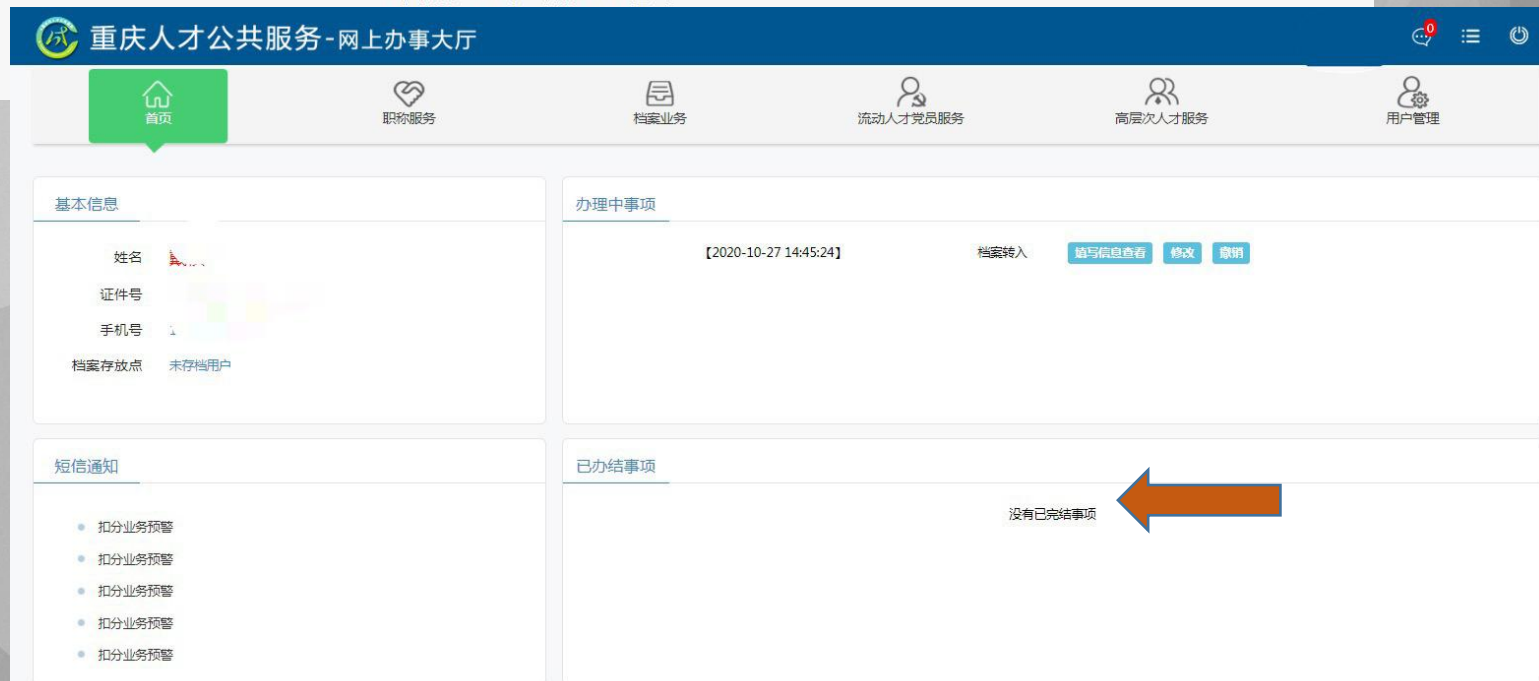 重庆人才公共服务-网上办事大厅
0
首页
职称服务
档案业务
流动人才党员服务
高层次人才服务
用户管理
基本信息
姓名
证件号
手机号
档案存放点 未存档用户
办理中事项
【2020-10-27 14:45:24】 档案转入 填写信息查看 修改 撤销
短信通知
扣分业务预警
扣分业务预警
扣分业务预警
扣分业务预警
扣分业务预警
已办结事项
没有已完结事项